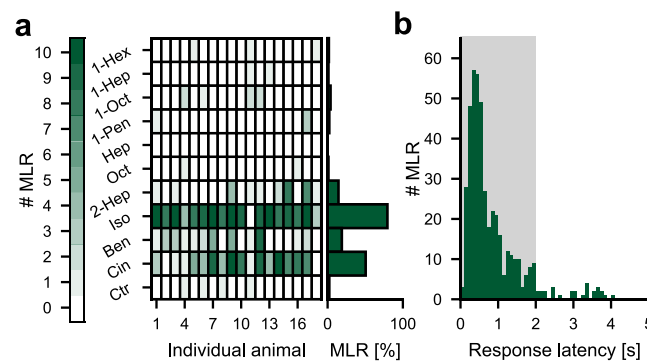 a
10
9
8
7
6
5
4
3
2
1
0
# MLR
1-Hex
1-Hep
1-Oct
1-Pen
Hep
Oct
2-Hep
Iso
Ben
Cin
Ctr
1 4 7 10 13 16
Individual animal
0 100
MLR [%]
b
60
50
40
30
20
10
0
# MLR
0 1 2 3 4 5
Response latency [s]